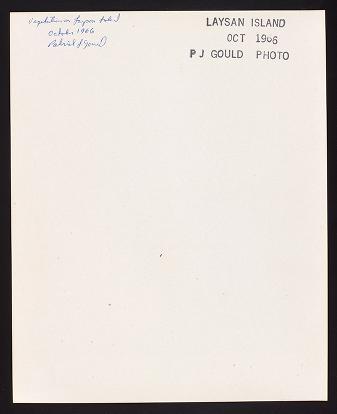 Vegetation on Laysan Island
October 1966
Patrick J Gould
LAYSAN ISLAND
OCT 1966
P J GOULD PHOTO